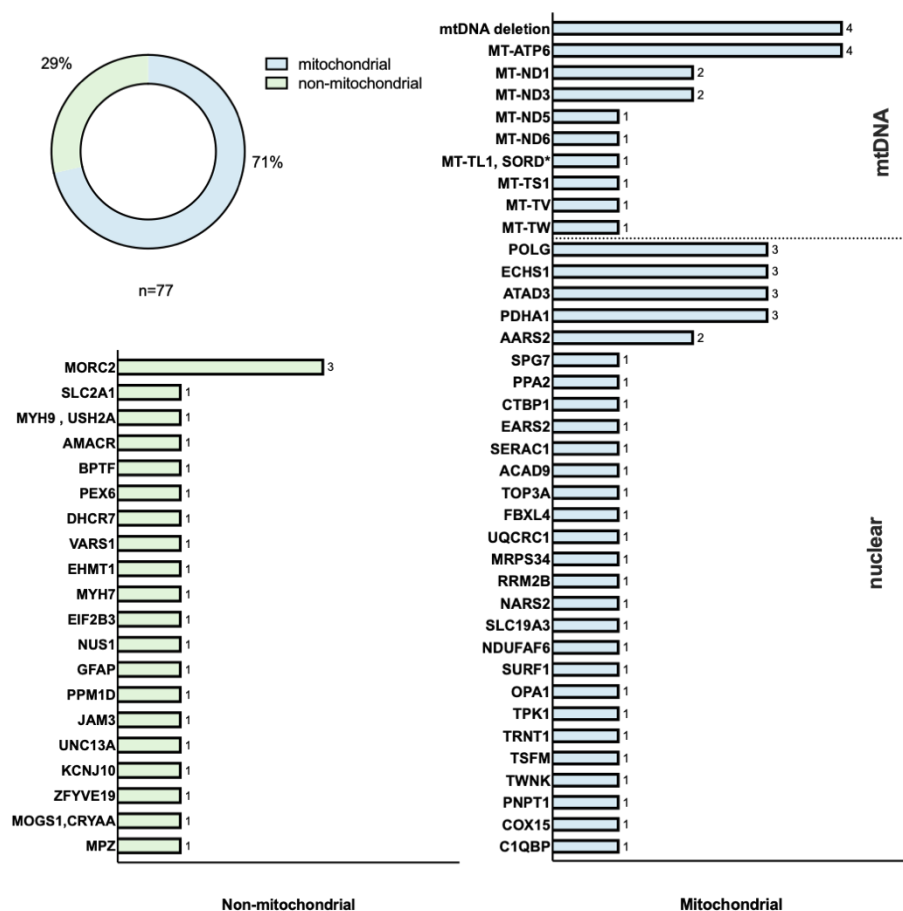 29%
71%
mitochondrial
non-mitochondrial
n=77
MORC2 3
SLC2A1 1
MYH9 , USH2A 1
AMACR 1
BPTF 1
PEX6 1
DHCR7 1
VARS1 1
EHMT1 1
MYH7 1
EIF2B3 1
NUS1 1
GFAP 1
PPM1D 1
JAM3 1
UNC13A 1
KCNJ10 1
ZFYVE19 1
MOGS1,CRYAA 1
MPZ 1
Non-mitochondrial
mtDNA deletion 4
MT-ATP6 4
MT-ND1 2
MT-ND3 2
MT-ND5 1
MT-ND6 1
MT-TL1, SORD* 1
MT-TS1 1
MT-TV 1
MT-TW 1
mtDNA
POLG 3
ECHS1 3
ATAD3 3
PDHA1 3
AARS2 2
SPG7 1
PPA2 1
CTBP1 1
EARS2 1
SERAC1 1
ACAD9 1
TOP3A 1
FBXL4 1
UQCRC1 1
MRPS34 1
RRM2B 1
NARS2 1
SLC19A3 1
NDUFAF6 1
SURF1 1
OPA1 1
TPK1 1
TRNT1 1
TSFM 1
TWNK 1
PNPT1 1
COX15 1
C1QBP 1
nuclear
Mitochondrial